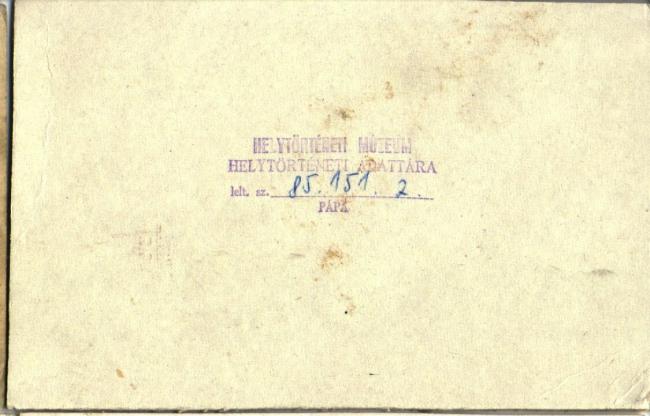 HELYTÖRTÉNETI MÚZEUM
HELYTÖRTÉNETI ADATTÁRA
lelt. sz. 85.151.2.
PÁPA